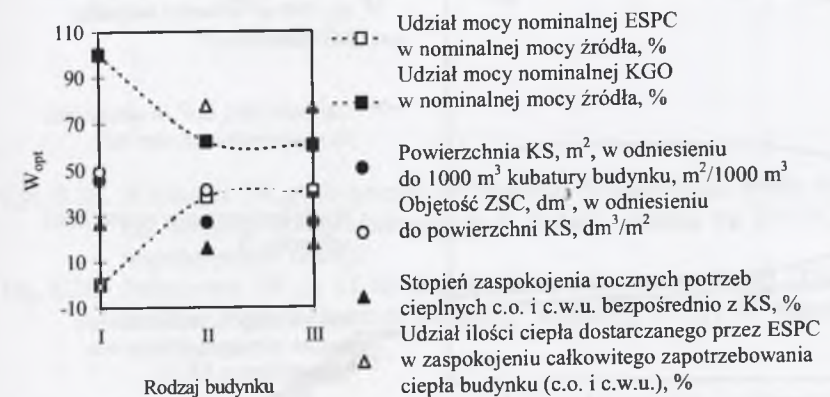 110
90
70
50
30
10
-10
W opt
I
II
III
Rodzaj budynku
Udział mocy nominalnej ESPC
w nominalnej mocy źródła, %
Udział mocy nominalnej KGO
w nominalnej mocy źródła, %
Powierzchnia KS, m², w odniesieniu
do 1000 m³ kubatury budynku, m²/1000 m³
Objętość ZSC, dm³, w odniesieniu
do powierzchni KS, dm³/m²
Stopień zaspokojenia rocznych potrzeb
cieplnych c.o. i c.w.u. bezpośrednio z KS, %
Udział ilości ciepła dostarczanego przez ESPC
w zaspokojeniu całkowitego zapotrzebowania
ciepła budynku (c.o. i c.w.u.), %